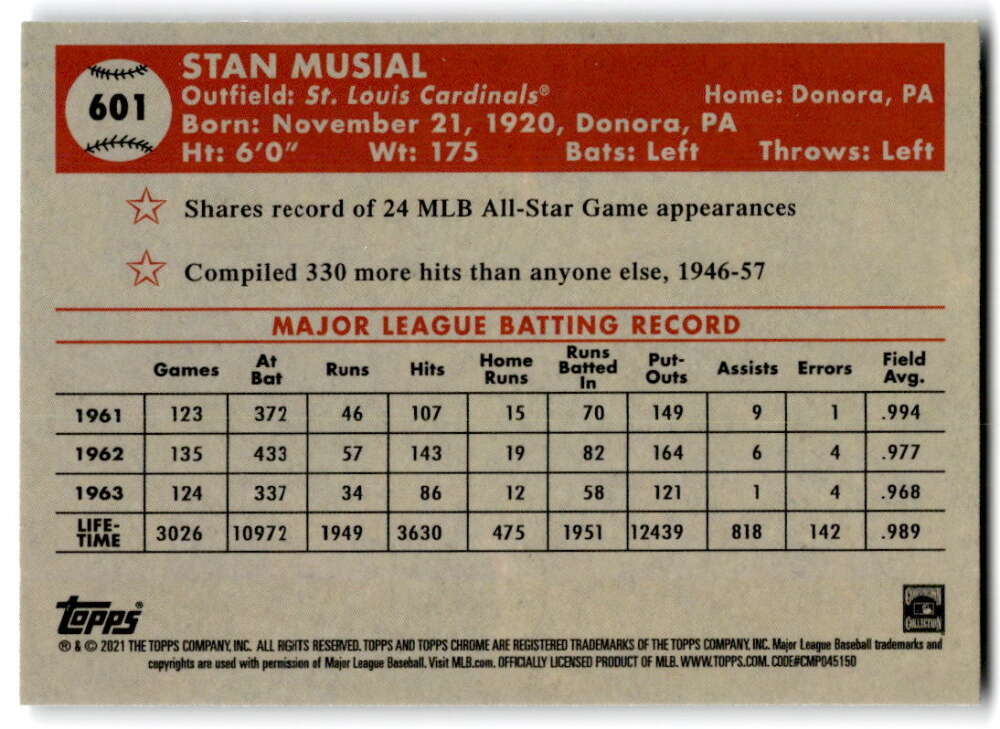 601
STAN MUSIAL
Outfield: St. Louis Cardinals® Home: Donora, PA
Born: November 21, 1920, Donora, PA
Ht: 6'0" Wt: 175 Bats: Left Throws: Left
Shares record of 24 MLB All-Star Game appearances
Compiled 330 more hits than anyone else, 1946-57
MAJOR LEAGUE BATTING RECORD
Games At Bat Runs Hits Home Runs Runs Batted In Put-Outs Assists Errors Field Avg.
1961 123 372 46 107 15 70 149 9 1 .994
1962 135 433 57 143 19 82 164 6 4 .977
1963 124 337 34 86 12 58 121 1 4 .968
LIFE-TIME 3026 10972 1949 3630 475 1951 12439 818 142 .989
topps®
COLLECTION
® & © 2021 THE TOPPS COMPANY, INC. ALL RIGHTS RESERVED. TOPPS AND TOPPS CHROME ARE REGISTERED TRADEMARKS OF THE TOPPS COMPANY, INC. Major League Baseball trademarks and
copyrights are used with permission of Major League Baseball. Visit MLB.com. OFFICIALLY LICENSED PRODUCT OF MLB. WWW.TOPPS.COM. CODE#CMP045150